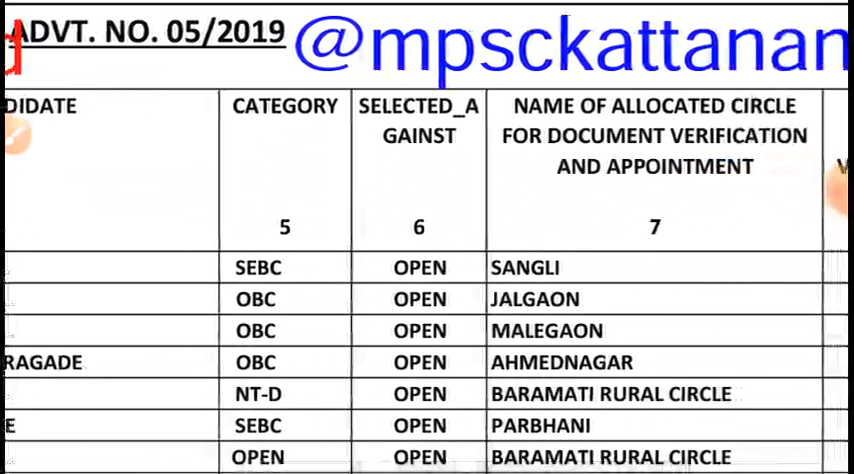 ADVT. NO. 05/2019 @mpsckattanan
DIDATE CATEGORY SELECTED_A NAME OF ALLOCATED CIRCLE
GAINST FOR DOCUMENT VERIFICATION
AND APPOINTMENT
5 6 7
SEBC OPEN SANGLI
OBC OPEN JALGAON
OBC OPEN MALEGAON
RAGADE OBC OPEN AHMEDNAGAR
NT-D OPEN BARAMATI RURAL CIRCLE
E SEBC OPEN PARBHANI
OPEN OPEN BARAMATI RURAL CIRCLE